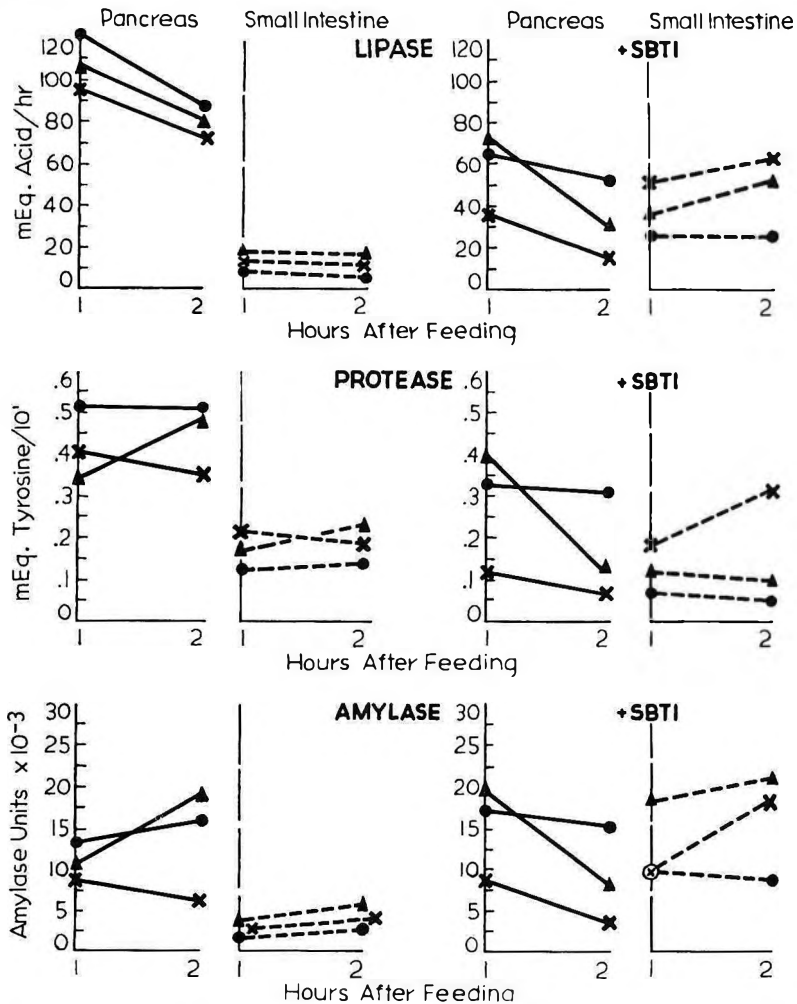 Pancreas Small Intestine Pancreas Small Intestine
LIPASE +SBTI
mEq. Acid/hr
120 120
100 100
80 80
60 60
40 40
20 20
0 0
1 2 1 2 1 2 1 2
Hours After Feeding
PROTEASE +SBTI
mEq. Tyrosine/10'
.6 .6
.5 .5
.4 .4
.3 .3
.2 .2
.1 .1
0 0
1 2 1 2 1 2 1 2
Hours After Feeding
AMYLASE +SBTI
Amylase Units x 10-3
30 30
25 25
20 20
15 15
10 10
5 5
0 0
1 2 1 2 1 2 1 2
Hours After Feeding